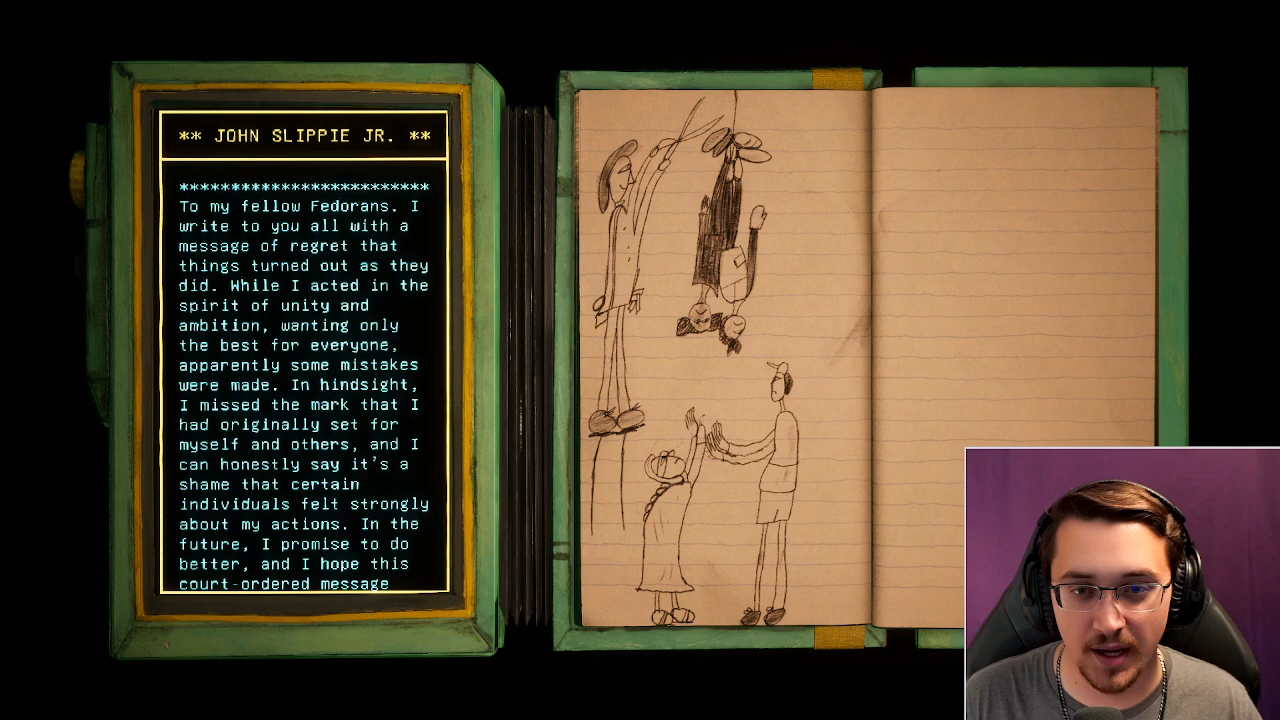 ** JOHN SLIPPIE JR. **
*************************
To my fellow Fedorans. I
write to you all with a
message of regret that
things turned out as they
did. While I acted in the
spirit of unity and
ambition, wanting only
the best for everyone,
apparently some mistakes
were made. In hindsight,
I missed the mark that I
had originally set for
myself and others, and I
can honestly say it's a
shame that certain
individuals felt strongly
about my actions. In the
future, I promise to do
better, and I hope this
court-ordered message